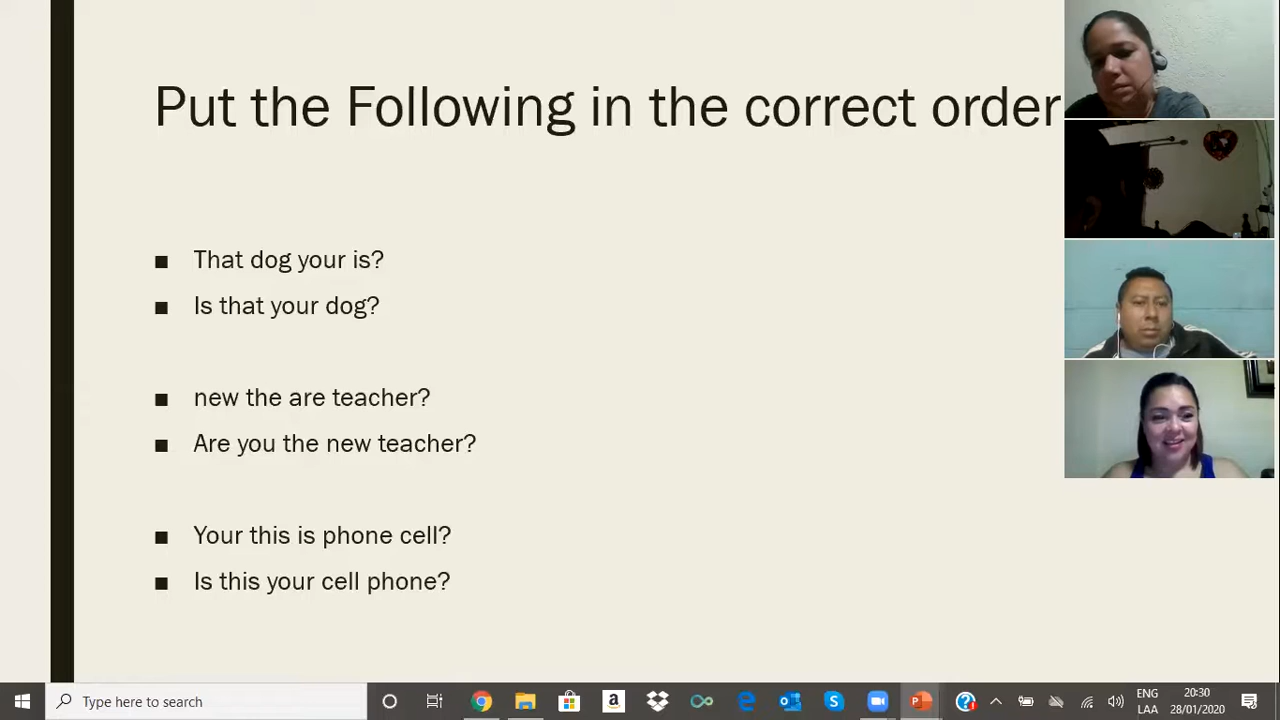 Put the Following in the correct order
That dog your is?
Is that your dog?
new the are teacher?
Are you the new teacher?
Your this is phone cell?
Is this your cell phone?
Type here to search
ENG
LAA
20:30
28/01/2020